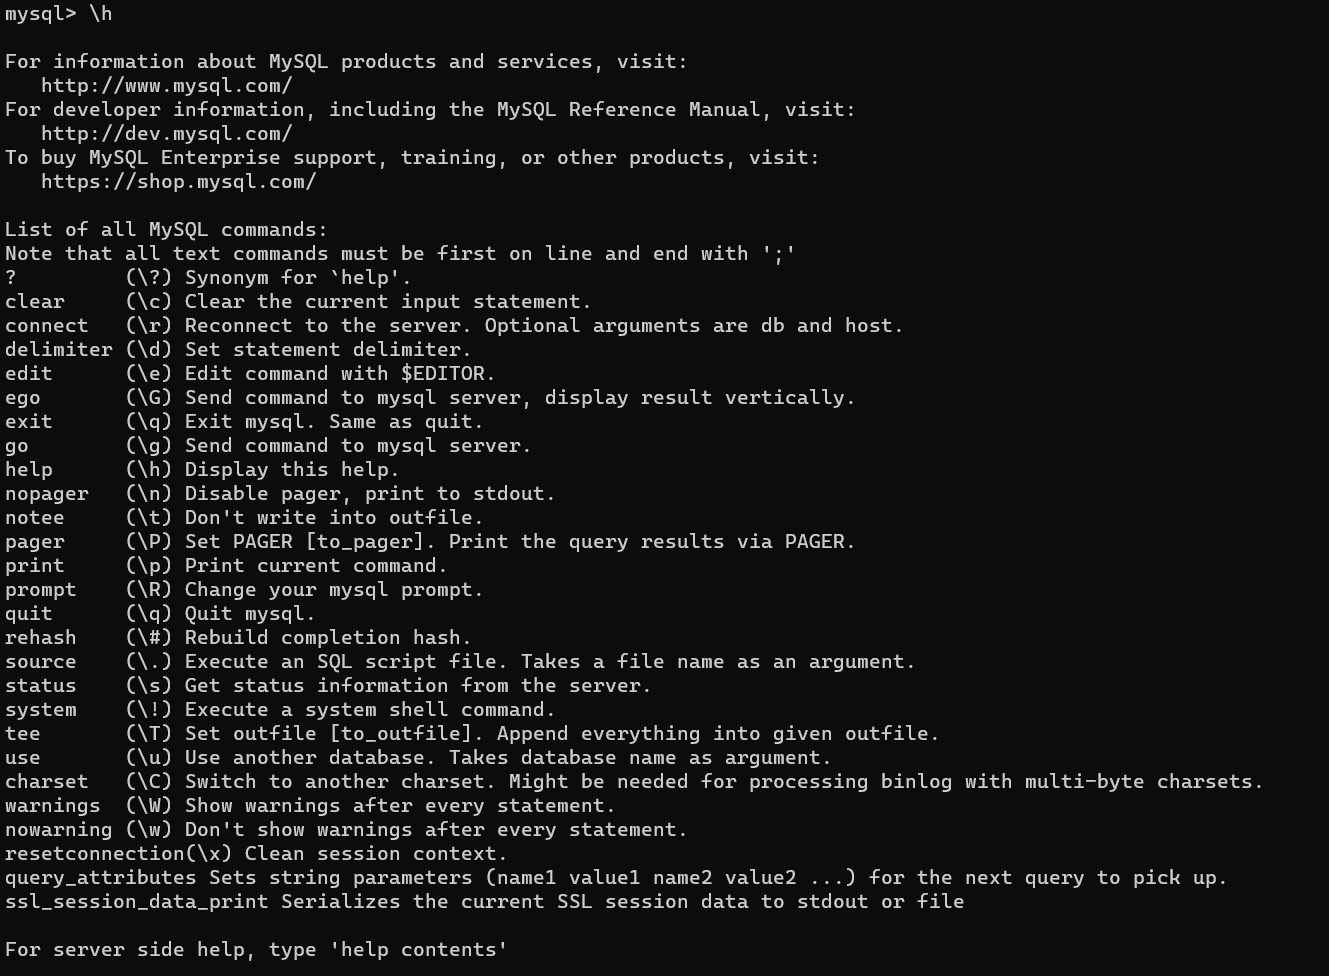 mysql> \h
For information about MySQL products and services, visit:
   http://www.mysql.com/
For developer information, including the MySQL Reference Manual, visit:
   http://dev.mysql.com/
To buy MySQL Enterprise support, training, or other products, visit:
   https://shop.mysql.com/
List of all MySQL commands:
Note that all text commands must be first on line and end with ';'
?         (\?) Synonym for `help'.
clear     (\c) Clear the current input statement.
connect   (\r) Reconnect to the server. Optional arguments are db and host.
delimiter (\d) Set statement delimiter.
edit      (\e) Edit command with $EDITOR.
ego       (\G) Send command to mysql server, display result vertically.
exit      (\q) Exit mysql. Same as quit.
go        (\g) Send command to mysql server.
help      (\h) Display this help.
nopager   (\n) Disable pager, print to stdout.
notee     (\t) Don't write into outfile.
pager     (\P) Set PAGER [to_pager]. Print the query results via PAGER.
print     (\p) Print current command.
prompt    (\R) Change your mysql prompt.
quit      (\q) Quit mysql.
rehash    (\#) Rebuild completion hash.
source    (\.) Execute an SQL script file. Takes a file name as an argument.
status    (\s) Get status information from the server.
system    (\!) Execute a system shell command.
tee       (\T) Set outfile [to_outfile]. Append everything into given outfile.
use       (\u) Use another database. Takes database name as argument.
charset   (\C) Switch to another charset. Might be needed for processing binlog with multi-byte charsets.
warnings  (\W) Show warnings after every statement.
nowarning (\w) Don't show warnings after every statement.
resetconnection(\x) Clean session context.
query_attributes Sets string parameters (name1 value1 name2 value2 ...) for the next query to pick up.
ssl_session_data_print Serializes the current SSL session data to stdout or file
For server side help, type 'help contents'